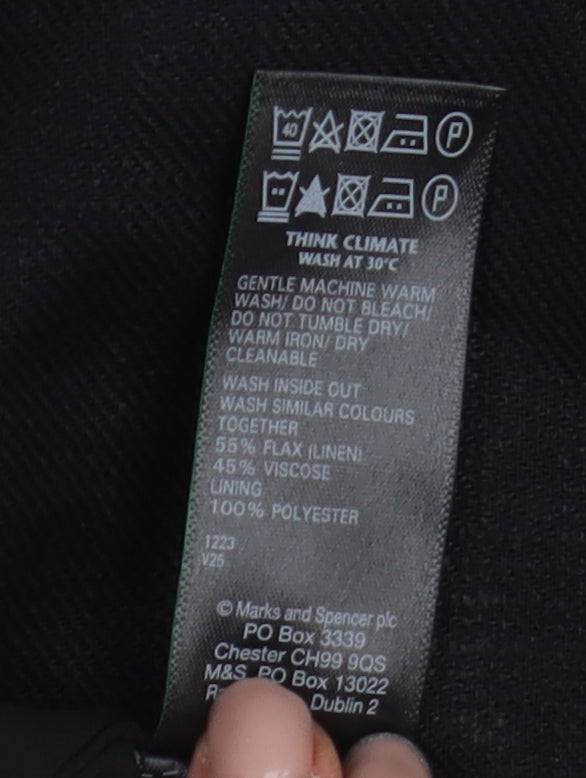 40 P
P
THINK CLIMATE
WASH AT 30°C
GENTLE MACHINE WARM
WASH/ DO NOT BLEACH/
DO NOT TUMBLE DRY/
WARM IRON/ DRY
CLEANABLE
WASH INSIDE OUT
WASH SIMILAR COLOURS
TOGETHER
55% FLAX (LINEN)
45% VISCOSE
LINING
100% POLYESTER
1223
V25
© Marks and Spencer plc
PO Box 3339
Chester CH99 9QS
M&S, PO Box 13022
Dublin 2